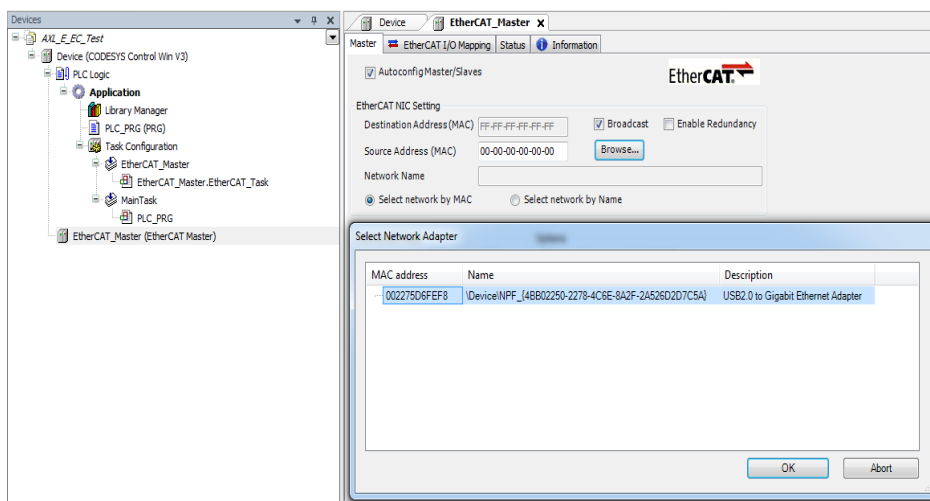 Devices
AXL_E_EC_Test
Device (CODESYS Control Win V3)
PLC Logic
Application
Library Manager
PLC_PRG (PRG)
Task Configuration
EtherCAT_Master
EtherCAT_Master.EtherCAT_Task
MainTask
PLC_PRG
EtherCAT_Master (EtherCAT Master)
Device EtherCAT_Master x
Master EtherCAT I/O Mapping Status Information
Autoconfig Master/Slaves
EtherCAT
EtherCAT NIC Setting
Destination Address (MAC) FF-FF-FF-FF-FF-FF Broadcast Enable Redundancy
Source Address (MAC) 00-00-00-00-00-00 Browse...
Network Name
Select network by MAC Select network by Name
Select Network Adapter
MAC address Name Description
002275D6FEF8 \Device\NPF_{4BB02250-2278-4C6E-8A2F-2A526D2D7C5A} USB2.0 to Gigabit Ethernet Adapter
OK Abort